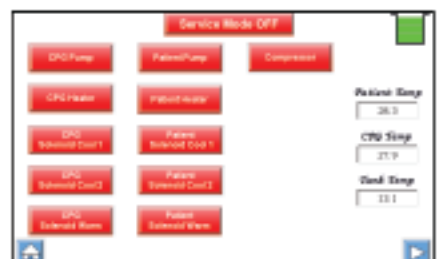 Service Mode OFF
CPG Pump
Patient Pump
Compressor
CPG Heater
Patient Heater
CPG
Solenoid Cool 1
Patient
Solenoid Cool 1
CPG
Solenoid Cool 2
Patient
Solenoid Cool 2
CPG
Solenoid Warm
Patient
Solenoid Warm
Patient Temp
28.3
Temp
27.9
Tank Temp
13.1